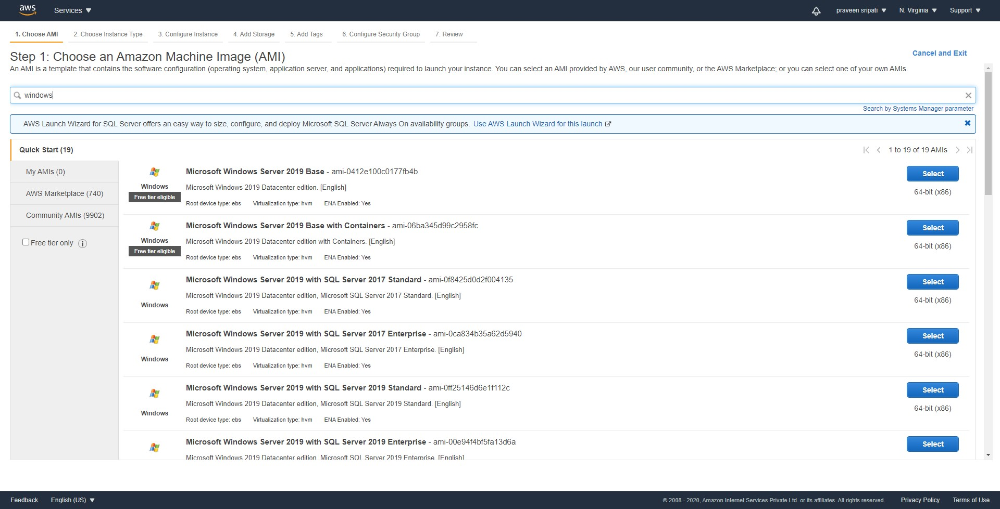 aws Services praveen sripati N. Virginia Support
1. Choose AMI 2. Choose Instance Type 3. Configure Instance 4. Add Storage 5. Add Tags 6. Configure Security Group 7. Review
Step 1: Choose an Amazon Machine Image (AMI)
Cancel and Exit
An AMI is a template that contains the software configuration (operating system, application server, and applications) required to launch your instance. You can select an AMI provided by AWS, our user community, or the AWS Marketplace; or you can select one of your own AMIs.
windows
Search by Systems Manager parameter
AWS Launch Wizard for SQL Server offers an easy way to size, configure, and deploy Microsoft SQL Server Always On availability groups. Use AWS Launch Wizard for this launch
Quick Start (19)
1 to 19 of 19 AMIs
My AMIs (0)
AWS Marketplace (740)
Community AMIs (9902)
Free tier only
Microsoft Windows Server 2019 Base - ami-0412e100c0177fb4b
Select
Windows
Microsoft Windows 2019 Datacenter edition. [English]
64-bit (x86)
Free tier eligible
Root device type: ebs Virtualization type: hvm ENA Enabled: Yes
Microsoft Windows Server 2019 Base with Containers - ami-06ba345d99c2958fc
Select
Windows
Microsoft Windows 2019 Datacenter edition with Containers. [English]
64-bit (x86)
Free tier eligible
Root device type: ebs Virtualization type: hvm ENA Enabled: Yes
Microsoft Windows Server 2019 with SQL Server 2017 Standard - ami-0f8425d0d2f004135
Select
Microsoft Windows 2019 Datacenter edition, Microsoft SQL Server 2017 Standard. [English]
64-bit (x86)
Windows
Root device type: ebs Virtualization type: hvm ENA Enabled: Yes
Microsoft Windows Server 2019 with SQL Server 2017 Enterprise - ami-0ca834b35a62d5940
Select
Microsoft Windows 2019 Datacenter edition, Microsoft SQL Server 2017 Enterprise. [English]
64-bit (x86)
Windows
Root device type: ebs Virtualization type: hvm ENA Enabled: Yes
Microsoft Windows Server 2019 with SQL Server 2019 Standard - ami-0ff25146d6e1f112c
Select
Microsoft Windows 2019 Datacenter edition, Microsoft SQL Server 2019 Standard. [English]
64-bit (x86)
Windows
Root device type: ebs Virtualization type: hvm ENA Enabled: Yes
Microsoft Windows Server 2019 with SQL Server 2019 Enterprise - ami-00e94f4bf5fa13d6a
Select
Microsoft Windows 2019 Datacenter edition, Microsoft SQL Server 2019 Enterprise. [English]
Feedback English (US) © 2008 - 2020, Amazon Internet Services Private Ltd. or its affiliates. All rights reserved. Privacy Policy Terms of Use